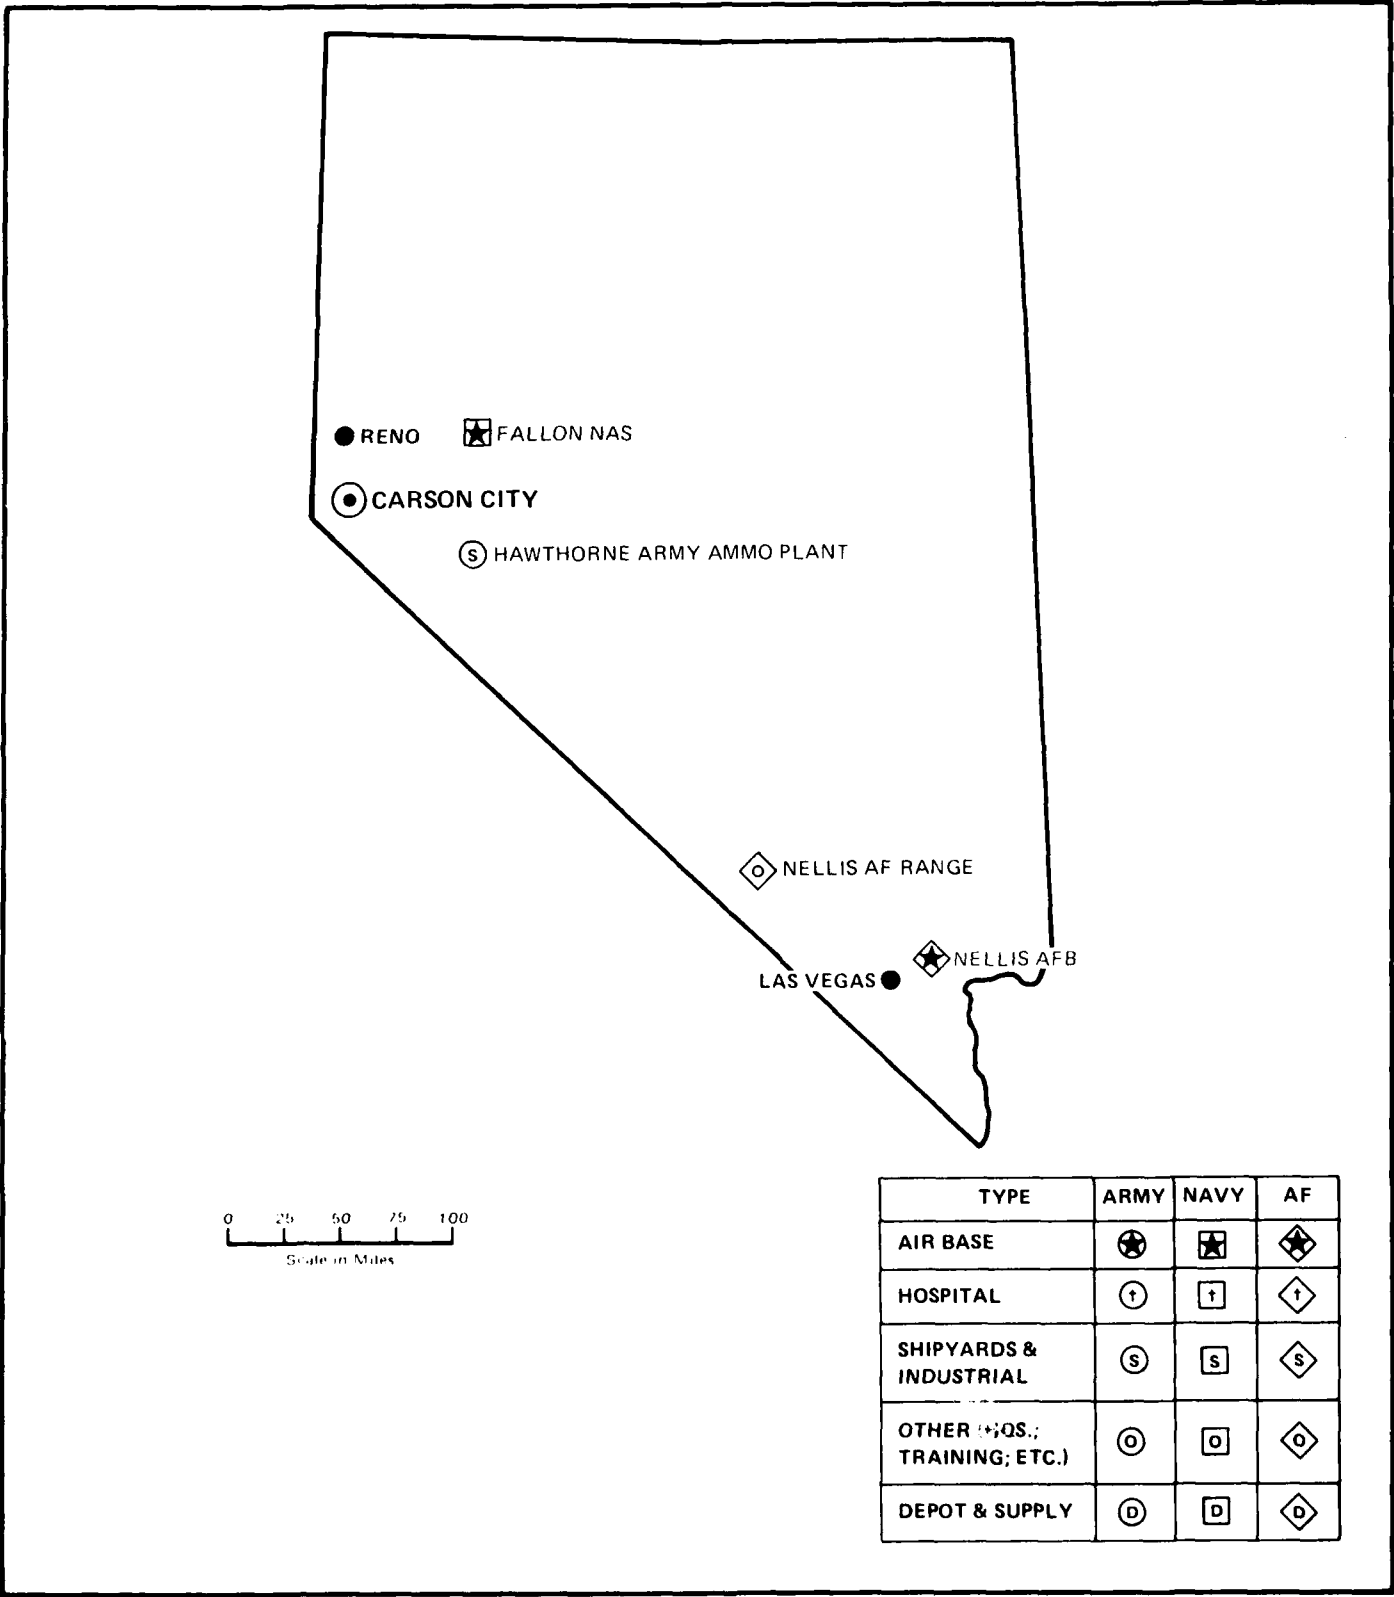 RENO
FALLON NAS
CARSON CITY
S HAWTHORNE ARMY AMMO PLANT
O NELLIS AF RANGE
NELLIS AFB
LAS VEGAS
0 25 50 75 100
Scale in Miles
TYPE ARMY NAVY AF
AIR BASE
HOSPITAL † † †
SHIPYARDS &
INDUSTRIAL S S S
OTHER
TRAINING; ETC.) O O O
DEPOT & SUPPLY D D D